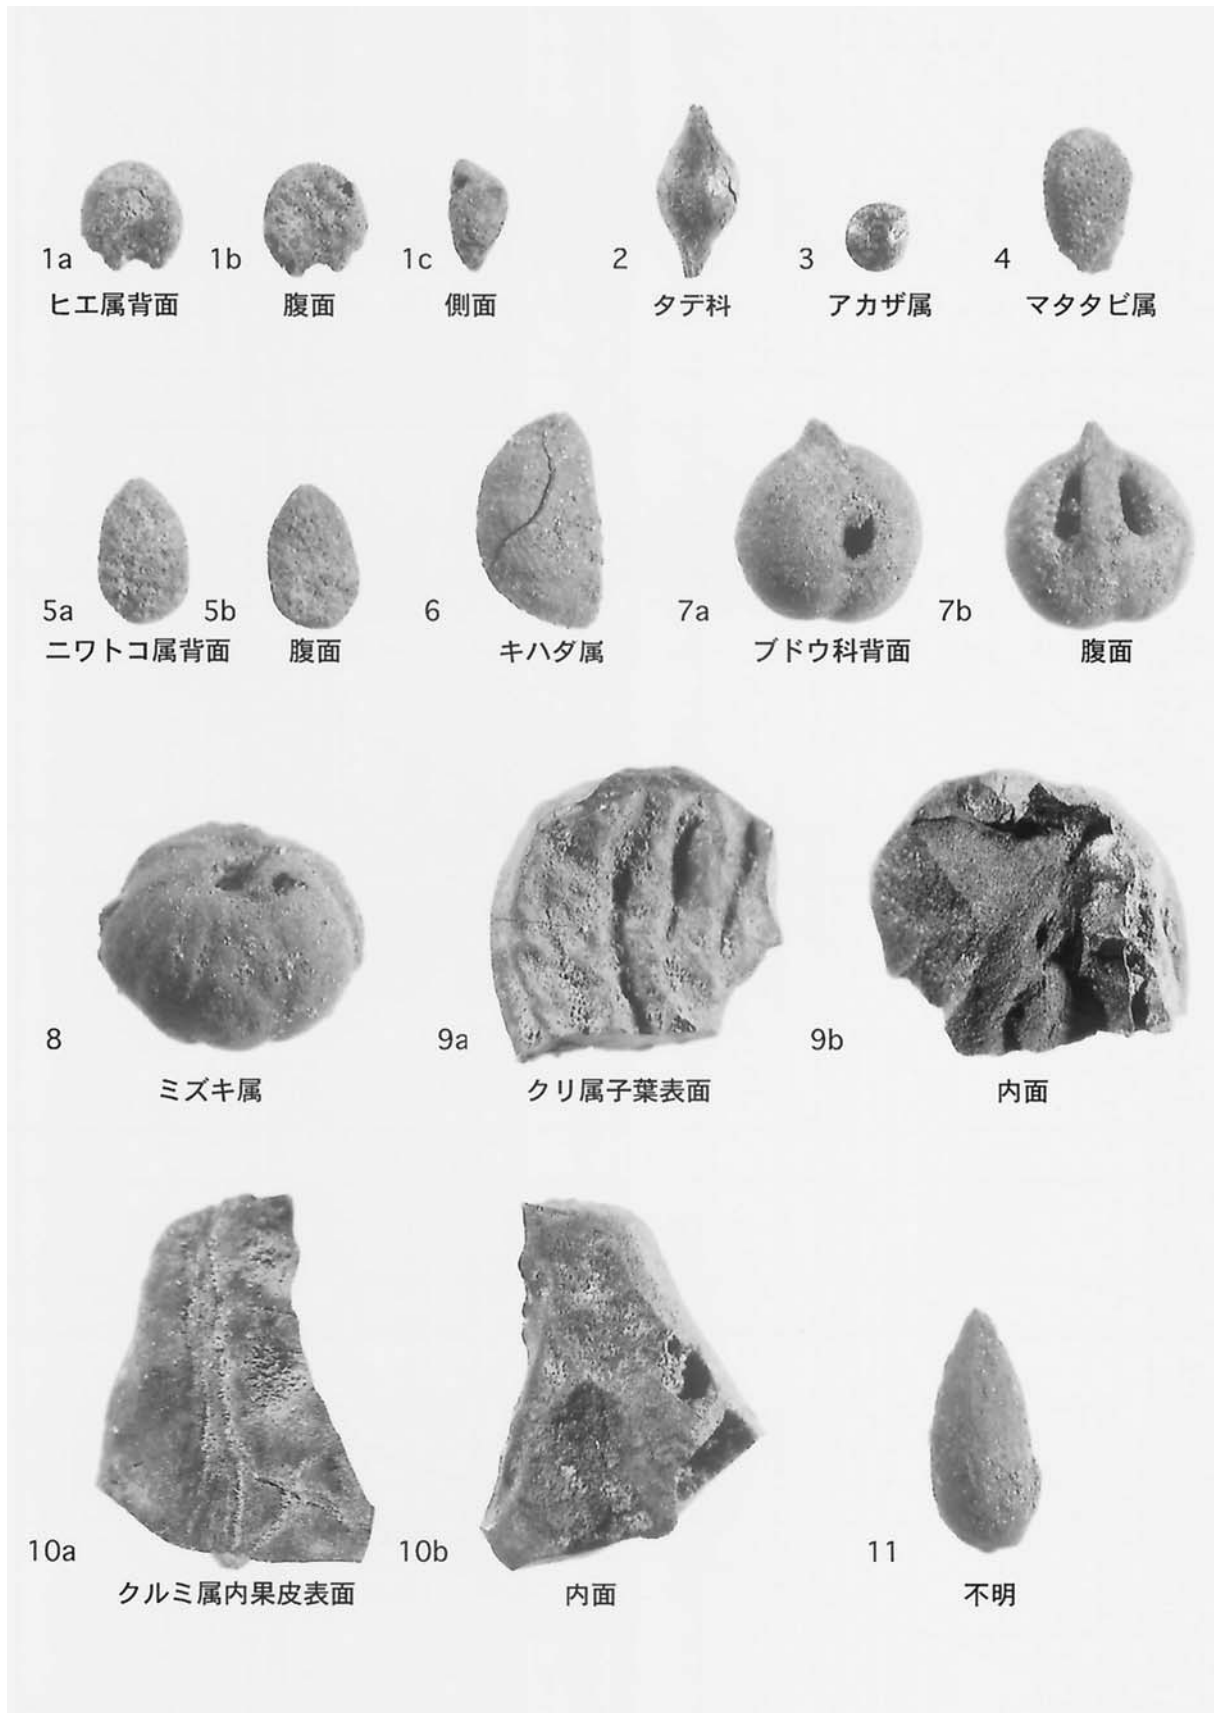 1a 1b 1c 2 3 4
ヒエ属背面 腹面 側面 タデ科 アカザ属 マタタビ属
5a 5b 6 7a 7b
ニワトコ属背面 腹面 キハダ属 ブドウ科背面 腹面
8 9a 9b
ミズキ属 クリ属子葉表面 内面
10a 10b 11
クルミ属内果皮表面 内面 不明